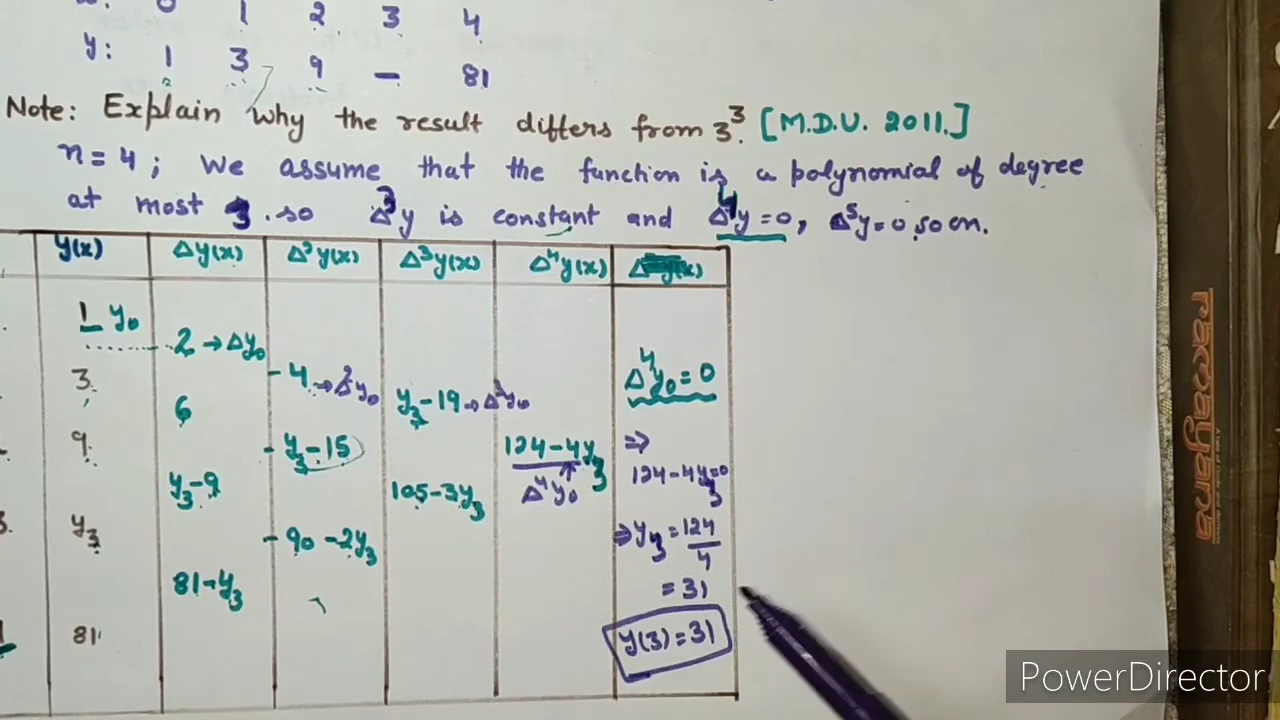 0 1 2 3 4
y: 1 3 9 — 81
Note: Explain why the result differs from 3³. [M.D.U. 2011.]
n = 4 ; We assume that the function is a polynomial of degree
at most 3. so Δ³y is constant and Δ⁴y = 0, Δ⁵y = 0 so on.
y(x) Δy(x) Δ²y(x) Δ³y(x) Δ⁴y(x)
1 y₀
2 → Δy₀
4 → Δ²y₀
Δ⁴y₀ = 0
3
y₃ - 19 → Δ³y₀
6
9
y₃ - 15
124 - 4y₃
⇒
Δ⁴y₀
124 - 4y₃ = 0
y₃ - 9
105 - 3y₃
y₃
90 - 2y₃
⇒ y₃ = 124/4
81 - y₃
= 31
81
y(3) = 31
Ramayana
PowerDirector